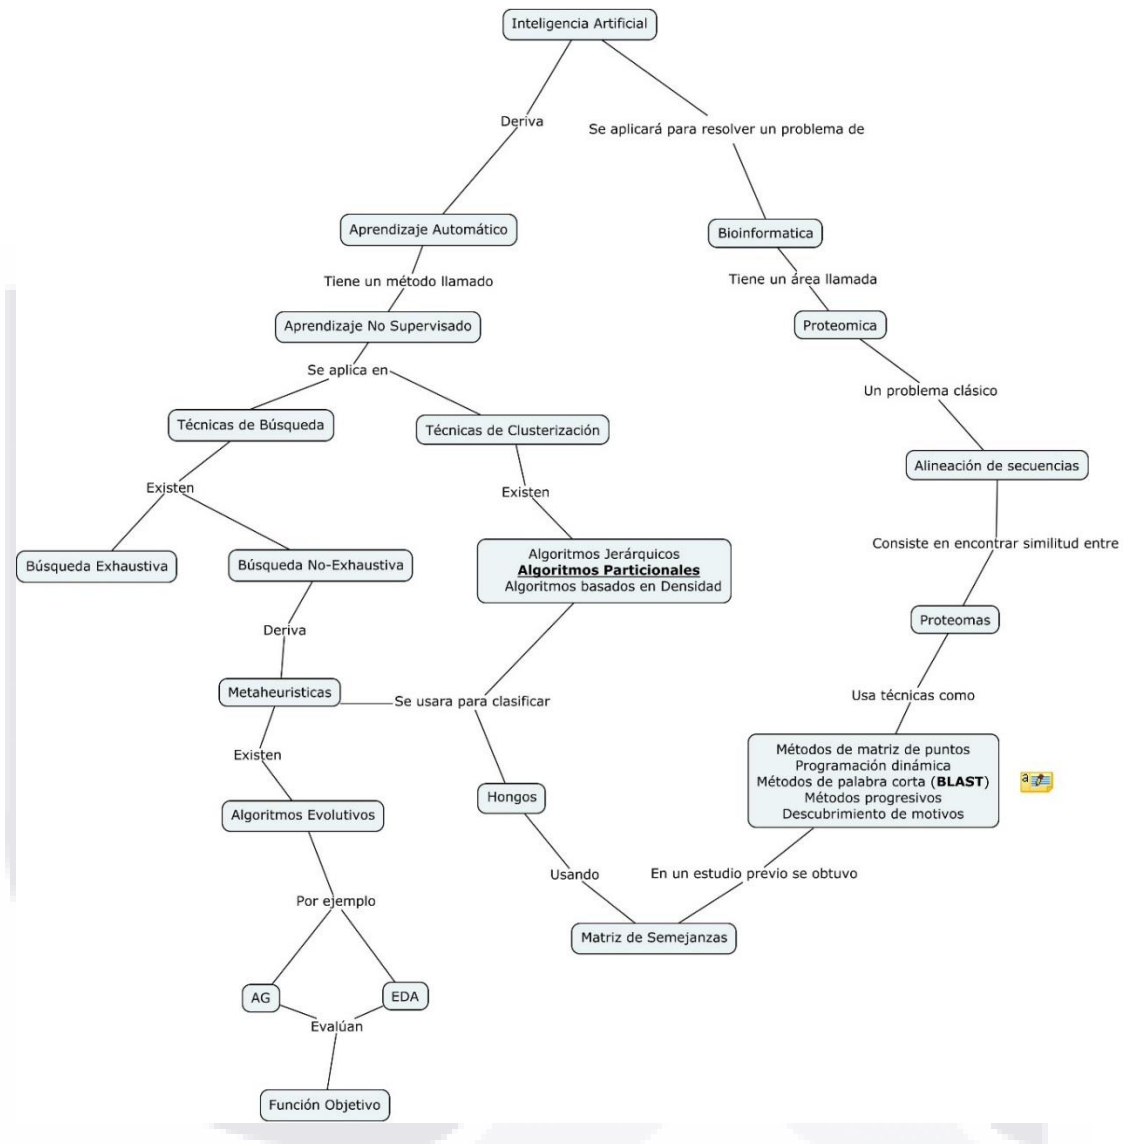 Inteligencia Artificial
Deriva
Se aplicará para resolver un problema de
Aprendizaje Automático
Bioinformatica
Tiene un método llamado
Tiene un área llamada
Aprendizaje No Supervisado
Proteomica
Se aplica en
Un problema clásico
Técnicas de Búsqueda
Técnicas de Clusterización
Alineación de secuencias
Existen
Existen
Consiste en encontrar similitud entre
Búsqueda Exhaustiva
Búsqueda No-Exhaustiva
Algoritmos Jerárquicos
Algoritmos Particionales
Algoritmos basados en Densidad
Proteomas
Deriva
Metaheuristicas
Se usara para clasificar
Usa técnicas como
Existen
Métodos de matriz de puntos
Programación dinámica
Métodos de palabra corta (BLAST)
Métodos progresivos
Descubrimiento de motivos
a
Hongos
Algoritmos Evolutivos
Usando
En un estudio previo se obtuvo
Por ejemplo
Matriz de Semejanzas
AG
EDA
Evalúan
Función Objetivo